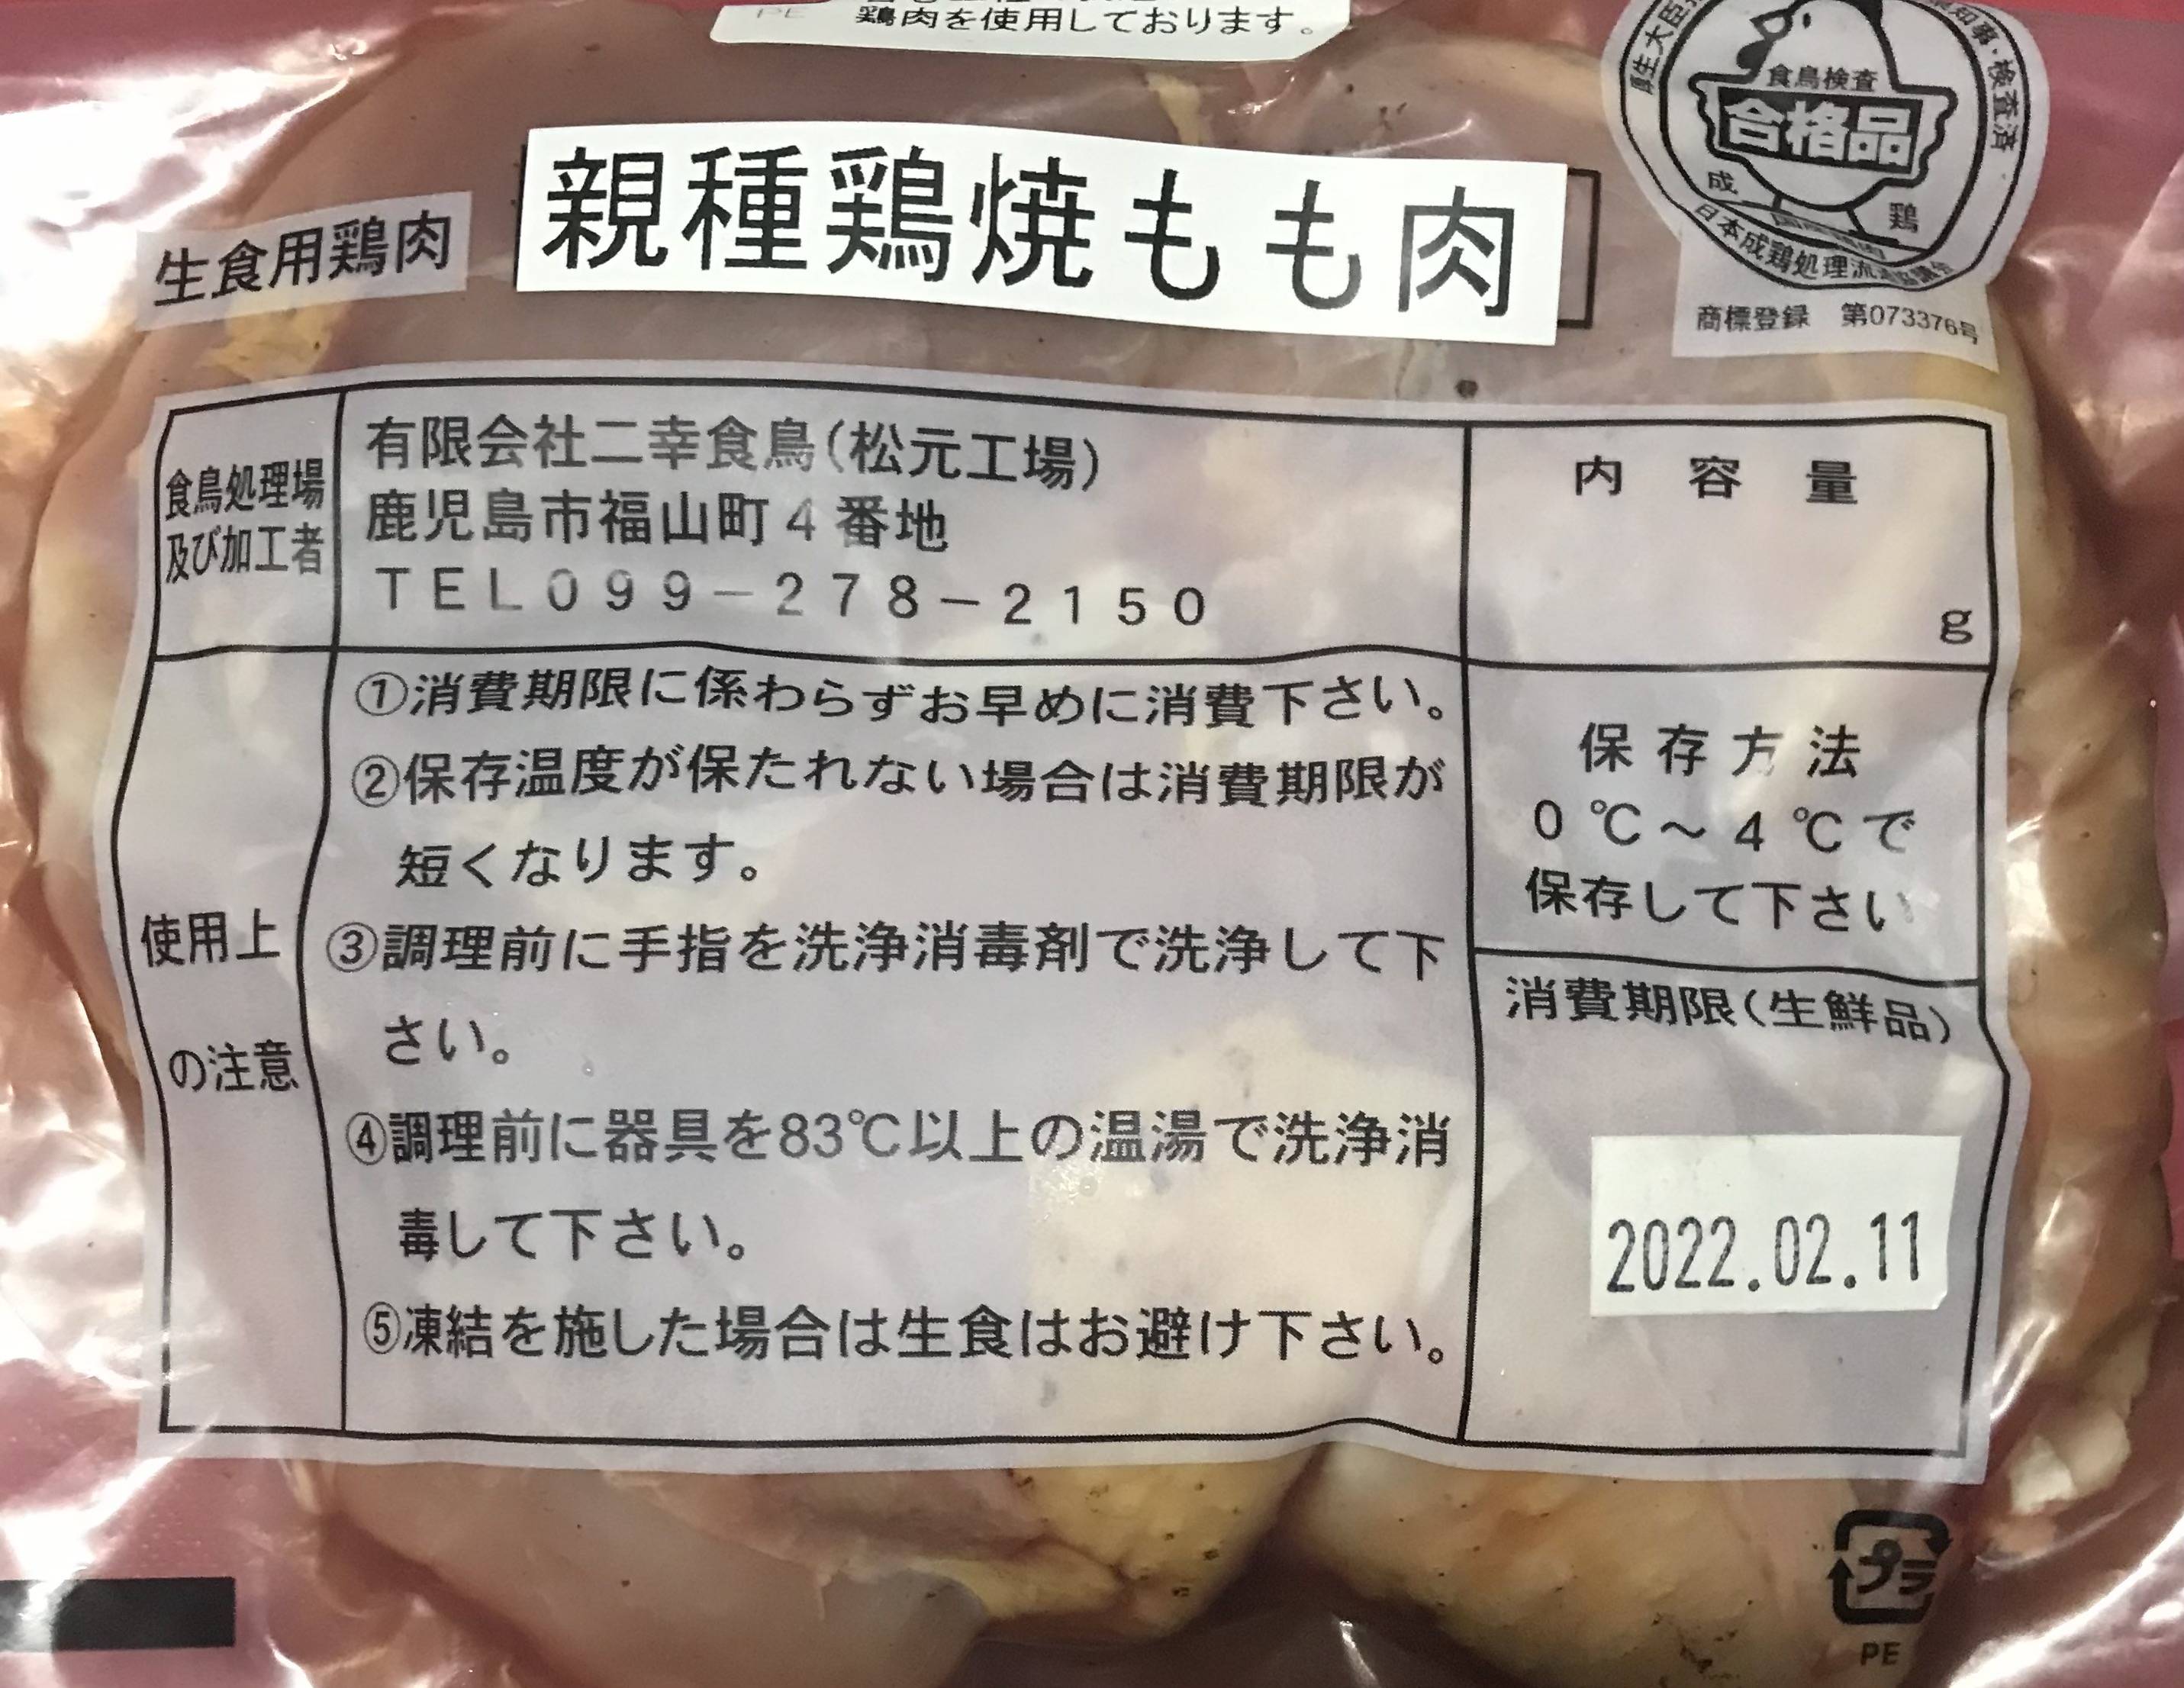 鶏肉を使用しております。
食鳥検査
合格品
成 鶏
商標登録 第073376号
生食用鶏肉
親種鶏焼もも肉
食鳥処理場
及び加工者
有限会社二幸食鳥(松元工場)
鹿児島市福山町4番地
TEL099-278-2150
内容量
g
使用上
の注意
①消費期限に係わらずお早めに消費下さい。
②保存温度が保たれない場合は消費期限が
短くなります。
③調理前に手指を洗浄消毒剤で洗浄して下
さい。
④調理前に器具を83℃以上の温湯で洗浄消
毒して下さい。
⑤凍結を施した場合は生食はお避け下さい。
保存方法
0℃~4℃で
保存して下さい
消費期限(生鮮品)
2022.02.11
プラ
PE